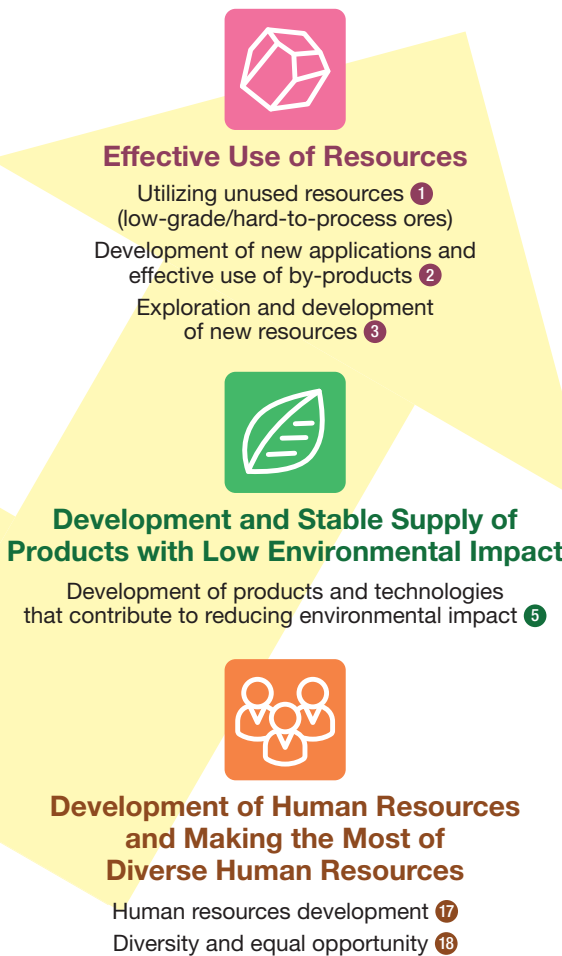 Effective Use of Resources
Utilizing unused resources 1
(low-grade/hard-to-process ores)
Development of new applications and
effective use of by-products 2
Exploration and development
of new resources 3
Development and Stable Supply of
Products with Low Environmental Impact
Development of products and technologies
that contribute to reducing environmental impact 5
Development of Human Resources
and Making the Most of
Diverse Human Resources
Human resources development 17
Diversity and equal opportunity 18